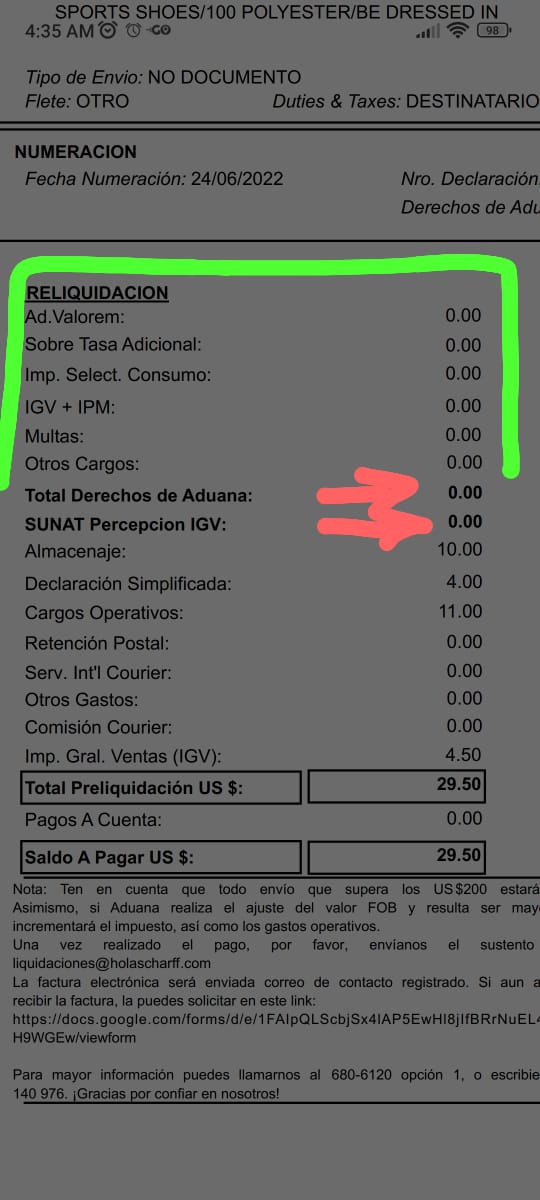 SPORTS SHOES/100 POLYESTER/BE DRESSED IN
4:35 AM
98
Tipo de Envio: NO DOCUMENTO
Flete: OTRO Duties & Taxes: DESTINATARIO
NUMERACION
Fecha Numeración: 24/06/2022 Nro. Declaración
Derechos de Adu
RELIQUIDACION
Ad.Valorem: 0.00
Sobre Tasa Adicional: 0.00
Imp. Select. Consumo: 0.00
IGV + IPM: 0.00
Multas: 0.00
Otros Cargos: 0.00
Total Derechos de Aduana: 0.00
SUNAT Percepcion IGV: 0.00
Almacenaje: 10.00
Declaración Simplificada: 4.00
Cargos Operativos: 11.00
Retención Postal: 0.00
Serv. Int'l Courier: 0.00
Otros Gastos: 0.00
Comisión Courier: 0.00
Imp. Gral. Ventas (IGV): 4.50
Total Preliquidación US $: 29.50
Pagos A Cuenta: 0.00
Saldo A Pagar US $: 29.50
Nota: Ten en cuenta que todo envío que supera los US$200 estará
Asimismo, si Aduana realiza el ajuste del valor FOB y resulta ser may
incrementará el impuesto, así como los gastos operativos.
Una vez realizado el pago, por favor, envíanos el sustento
liquidaciones@holascharff.com
La factura electrónica será enviada correo de contacto registrado. Si aun a
recibir la factura, la puedes solicitar en este link:
https://docs.google.com/forms/d/e/1FAIpQLScbjSx4IAP5EwHI8jIfBRrNuEL4
H9WGEw/viewform
Para mayor información puedes llamarnos al 680-6120 opción 1, o escribie
140 976. ¡Gracias por confiar en nosotros!